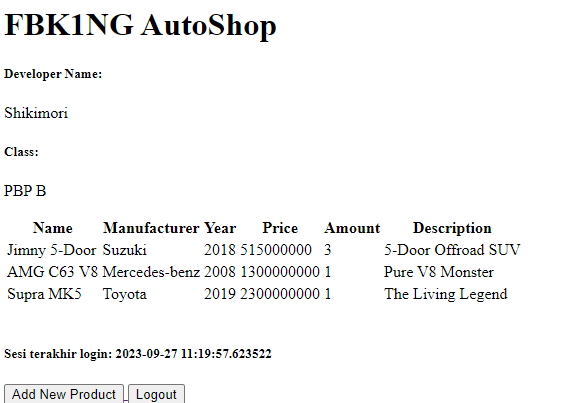 FBK1NG AutoShop
Developer Name:
Shikimori
Class:
PBP B
Name Manufacturer Year Price Amount Description
Jimny 5-Door Suzuki 2018 515000000 3 5-Door Offroad SUV
AMG C63 V8 Mercedes-benz 2008 1300000000 1 Pure V8 Monster
Supra MK5 Toyota 2019 2300000000 1 The Living Legend
Sesi terakhir login: 2023-09-27 11:19:57.623522
Add New Product Logout